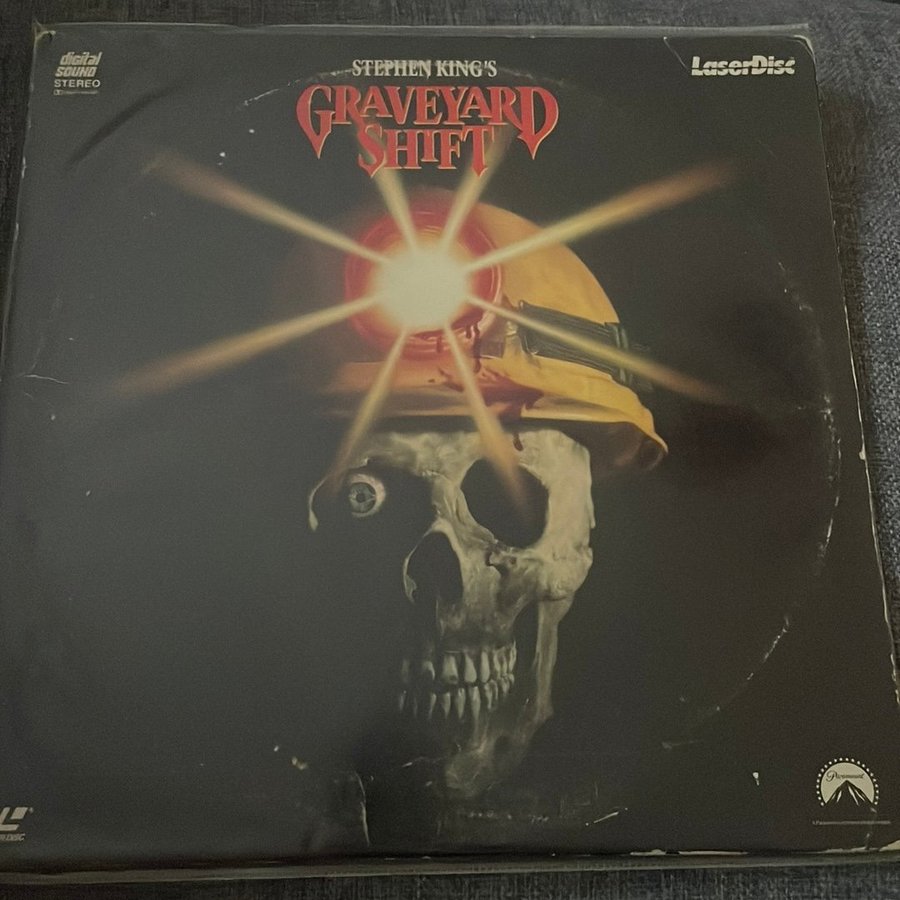 digital
SOUND
STEREO
STEPHEN KING'S
GRAVEYARD
SHIFT
LaserDisc
Paramount